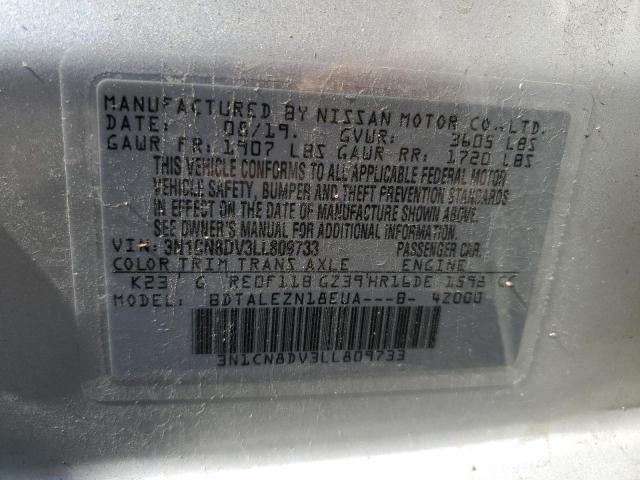 MANUFACTURED BY NISSAN MOTOR CO., LTD.
DATE: 08/19. GVWR: 3605 LBS
GAWR FR: 1907 LBS GAWR RR: 1720 LBS
THIS VEHICLE CONFORMS TO ALL APPLICABLE FEDERAL MOTOR
VEHICLE SAFETY, BUMPER AND THEFT PREVENTION STANDARDS
IN EFFECT ON THE DATE OF MANUFACTURE SHOWN ABOVE. SEE
OWNER'S MANUAL FOR ADDITIONAL INFORMATION.
VIN: 3N1CN8DV3LL809733 PASSENGER CAR.
COLOR TRIM TRANS AXLE ENGINE
K23 G RE0F11B GZ39 HR16DE 1598 CC
BDTALEZN18EUA---B- 42000
3N1CN8DV3LL809733